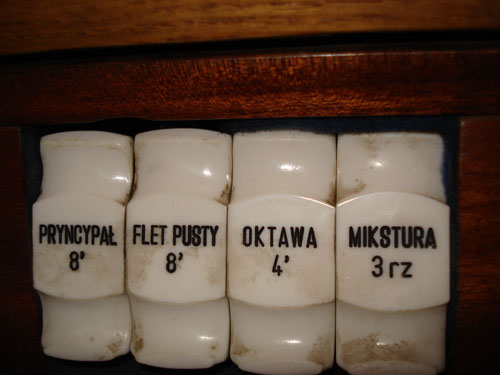 PRYNCYPAŁ
8'
FLET PUSTY
8'
OKTAWA
4'
MIKSTURA
3 rz